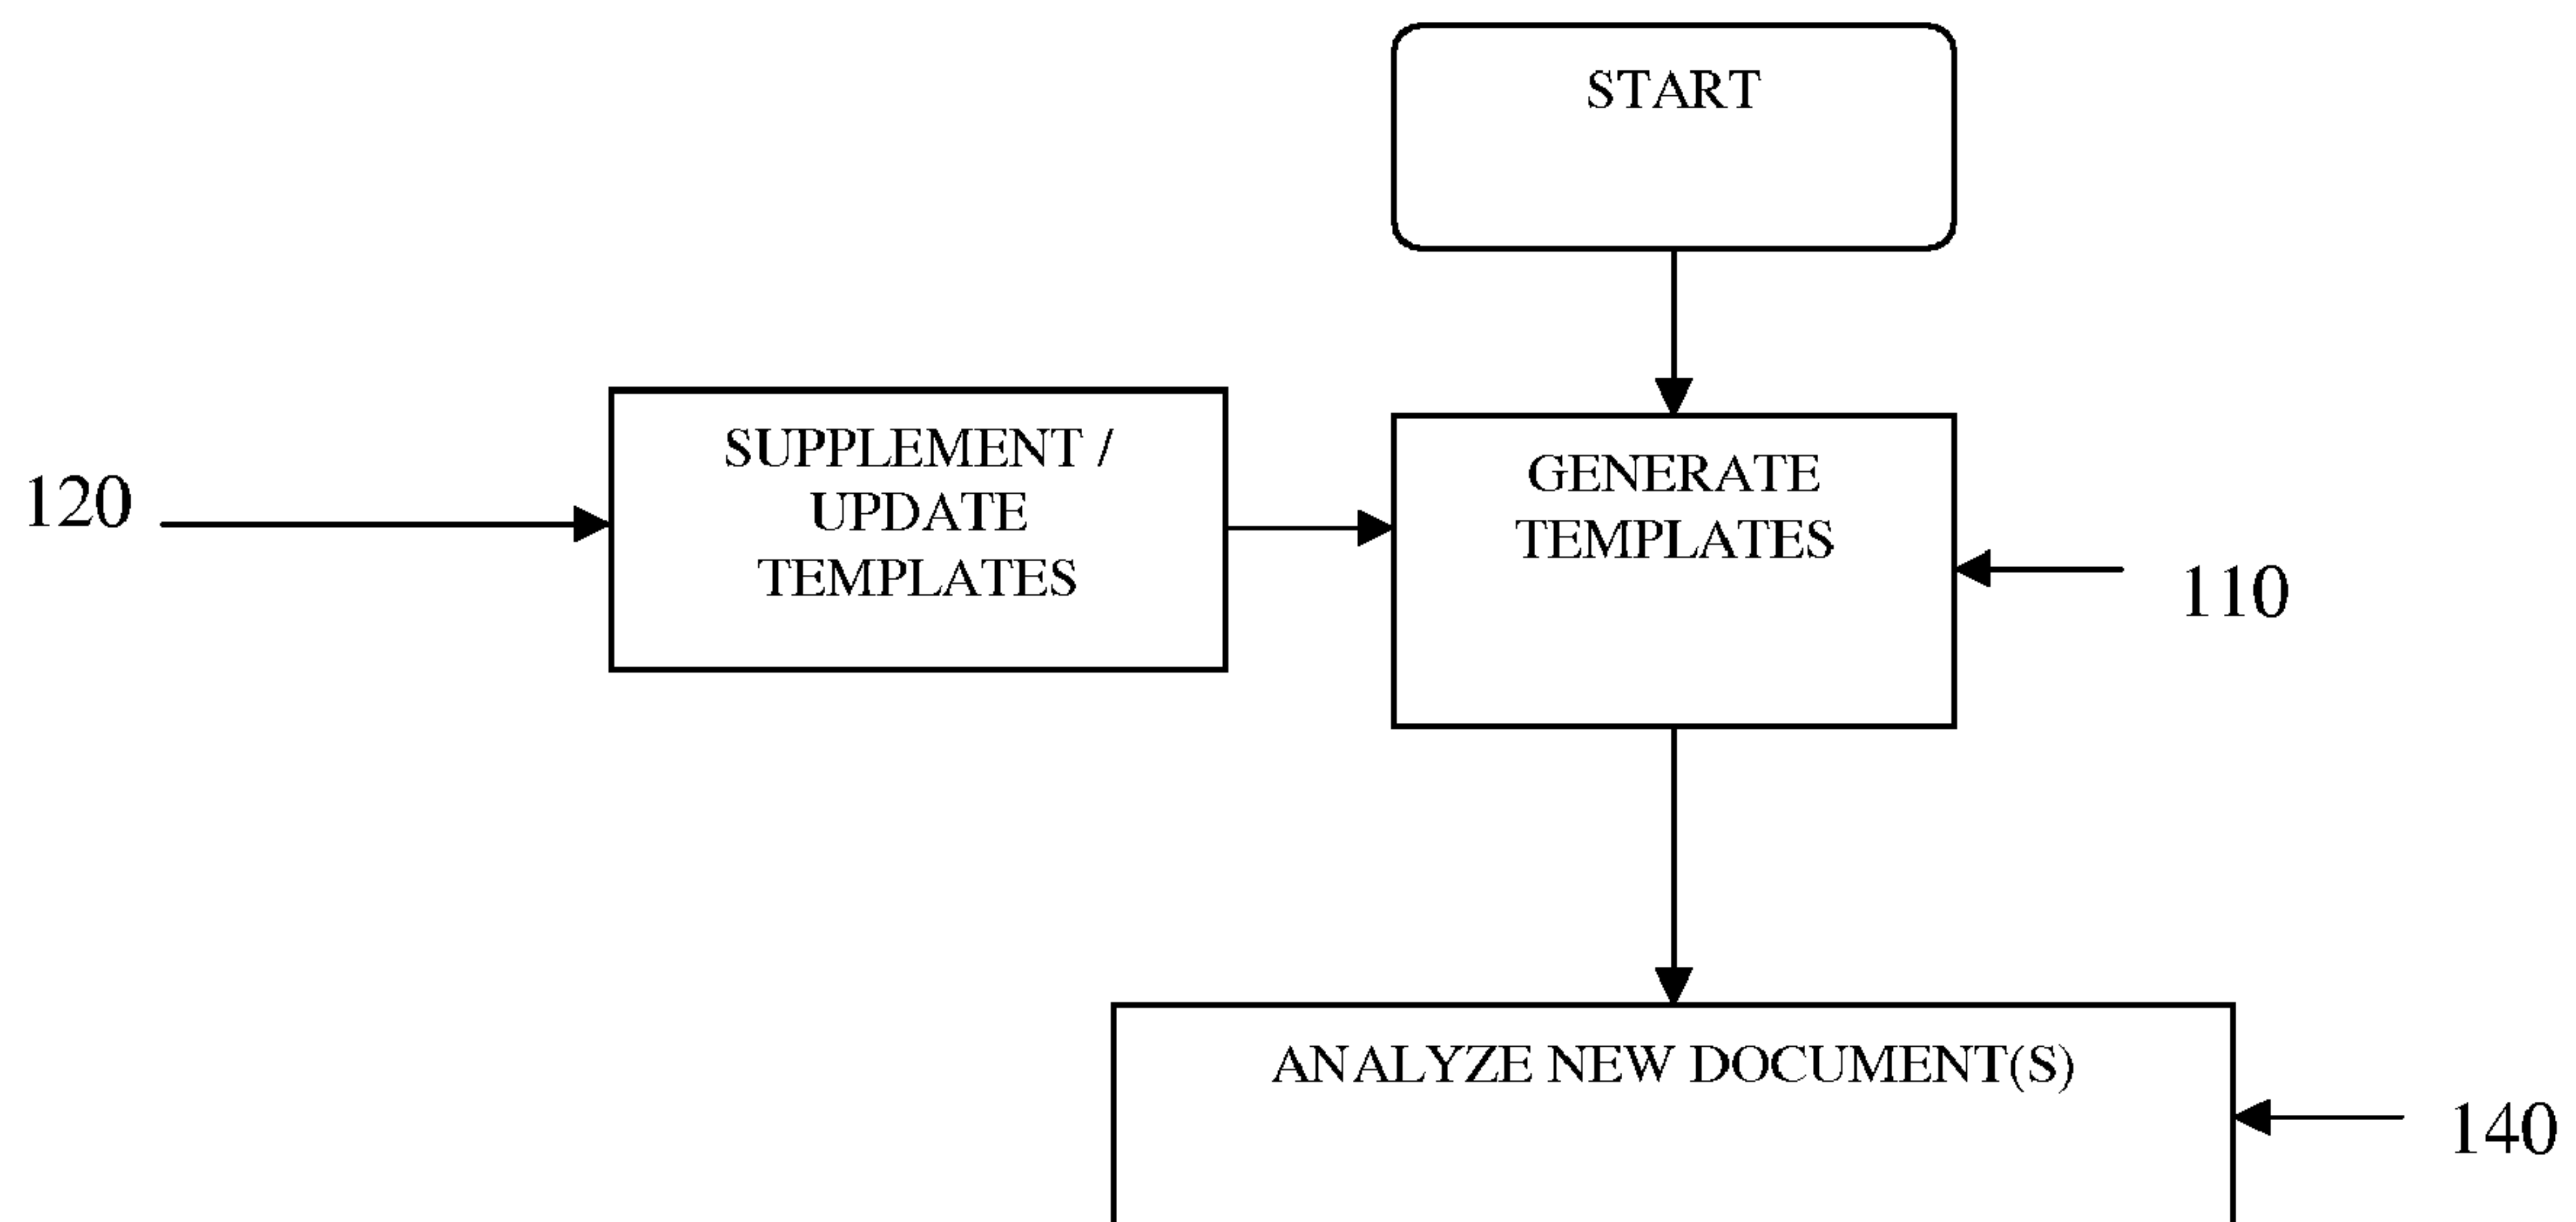 START
SUPPLEMENT /
UPDATE
TEMPLATES
120
GENERATE
TEMPLATES
110
ANALYZE NEW DOCUMENT(S)
140